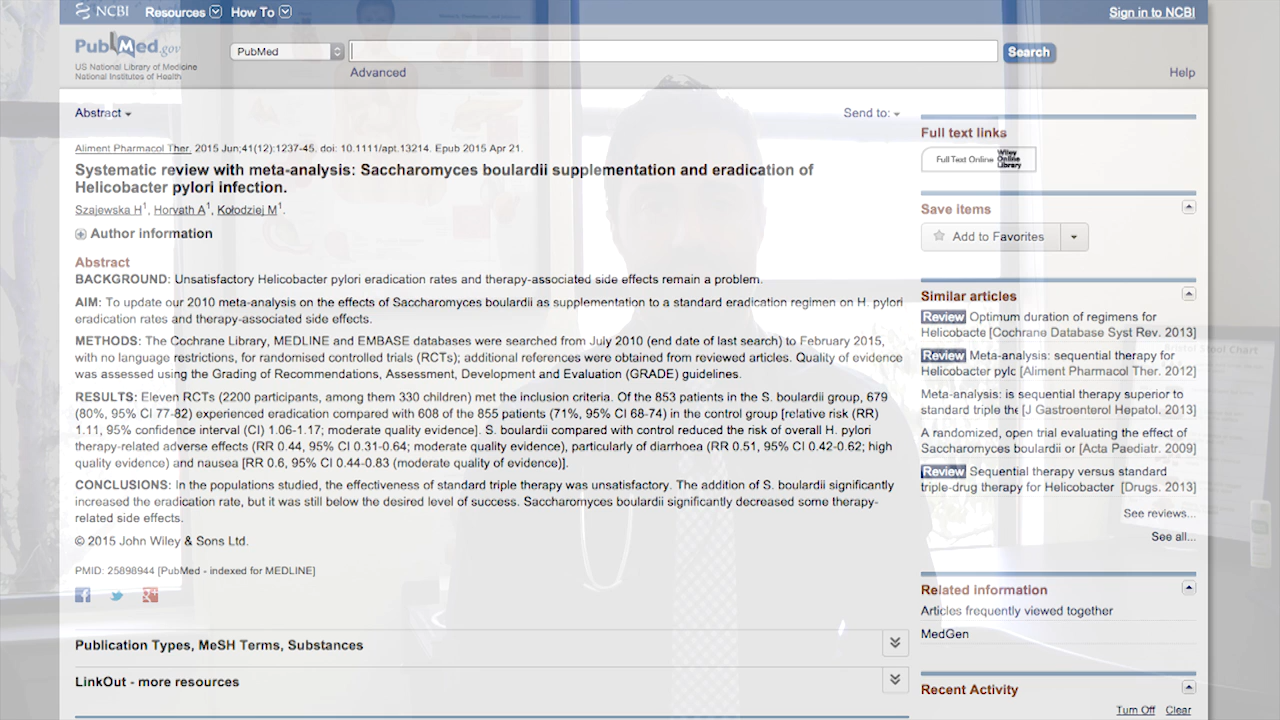 NCBI Resources How To Sign in to NCBI
PubMed.gov
US National Library of Medicine
National Institutes of Health
PubMed
Search
Advanced
Help
Abstract
Send to:
Aliment Pharmacol Ther. 2015 Jun;41(12):1237-45. doi: 10.1111/apt.13214. Epub 2015 Apr 21.
Systematic review with meta-analysis: Saccharomyces boulardii supplementation and eradication of
Helicobacter pylori infection.
Szajewska H1, Horvath A1, Kołodziej M1.
Author information
Abstract
BACKGROUND: Unsatisfactory Helicobacter pylori eradication rates and therapy-associated side effects remain a problem.
AIM: To update our 2010 meta-analysis on the effects of Saccharomyces boulardii as supplementation to a standard eradication regimen on H. pylori
eradication rates and therapy-associated side effects.
METHODS: The Cochrane Library, MEDLINE and EMBASE databases were searched from July 2010 (end date of last search) to February 2015,
with no language restrictions, for randomised controlled trials (RCTs); additional references were obtained from reviewed articles. Quality of evidence
was assessed using the Grading of Recommendations, Assessment, Development and Evaluation (GRADE) guidelines.
RESULTS: Eleven RCTs (2200 participants, among them 330 children) met the inclusion criteria. Of the 853 patients in the S. boulardii group, 679
(80%, 95% CI 77-82) experienced eradication compared with 608 of the 855 patients (71%, 95% CI 68-74) in the control group [relative risk (RR)
1.11, 95% confidence interval (CI) 1.06-1.17; moderate quality evidence]. S. boulardii compared with control reduced the risk of overall H. pylori
therapy-related adverse effects (RR 0.44, 95% CI 0.31-0.64; moderate quality evidence), particularly of diarrhoea (RR 0.51, 95% CI 0.42-0.62; high
quality evidence) and nausea [RR 0.6, 95% CI 0.44-0.83 (moderate quality of evidence)].
CONCLUSIONS: In the populations studied, the effectiveness of standard triple therapy was unsatisfactory. The addition of S. boulardii significantly
increased the eradication rate, but it was still below the desired level of success. Saccharomyces boulardii significantly decreased some therapy-
related side effects.
© 2015 John Wiley & Sons Ltd.
PMID: 25898944 [PubMed - indexed for MEDLINE]
Publication Types, MeSH Terms, Substances
LinkOut - more resources
Full text links
Full Text Online Wiley Online Library
Save items
Add to Favorites
Similar articles
Review Optimum duration of regimens for
Helicobacte [Cochrane Database Syst Rev. 2013]
Review Meta-analysis: sequential therapy for
Helicobacter pylc [Aliment Pharmacol Ther. 2012]
Meta-analysis: is sequential therapy superior to
standard triple the [J Gastroenterol Hepatol. 2013]
A randomized, open trial evaluating the effect of
Saccharomyces boulardii or [Acta Paediatr. 2009]
Review Sequential therapy versus standard
triple-drug therapy for Helicobacter [Drugs. 2013]
See reviews...
See all...
Related information
Articles frequently viewed together
MedGen
Recent Activity
Turn Off Clear
Bristol Stool Chart